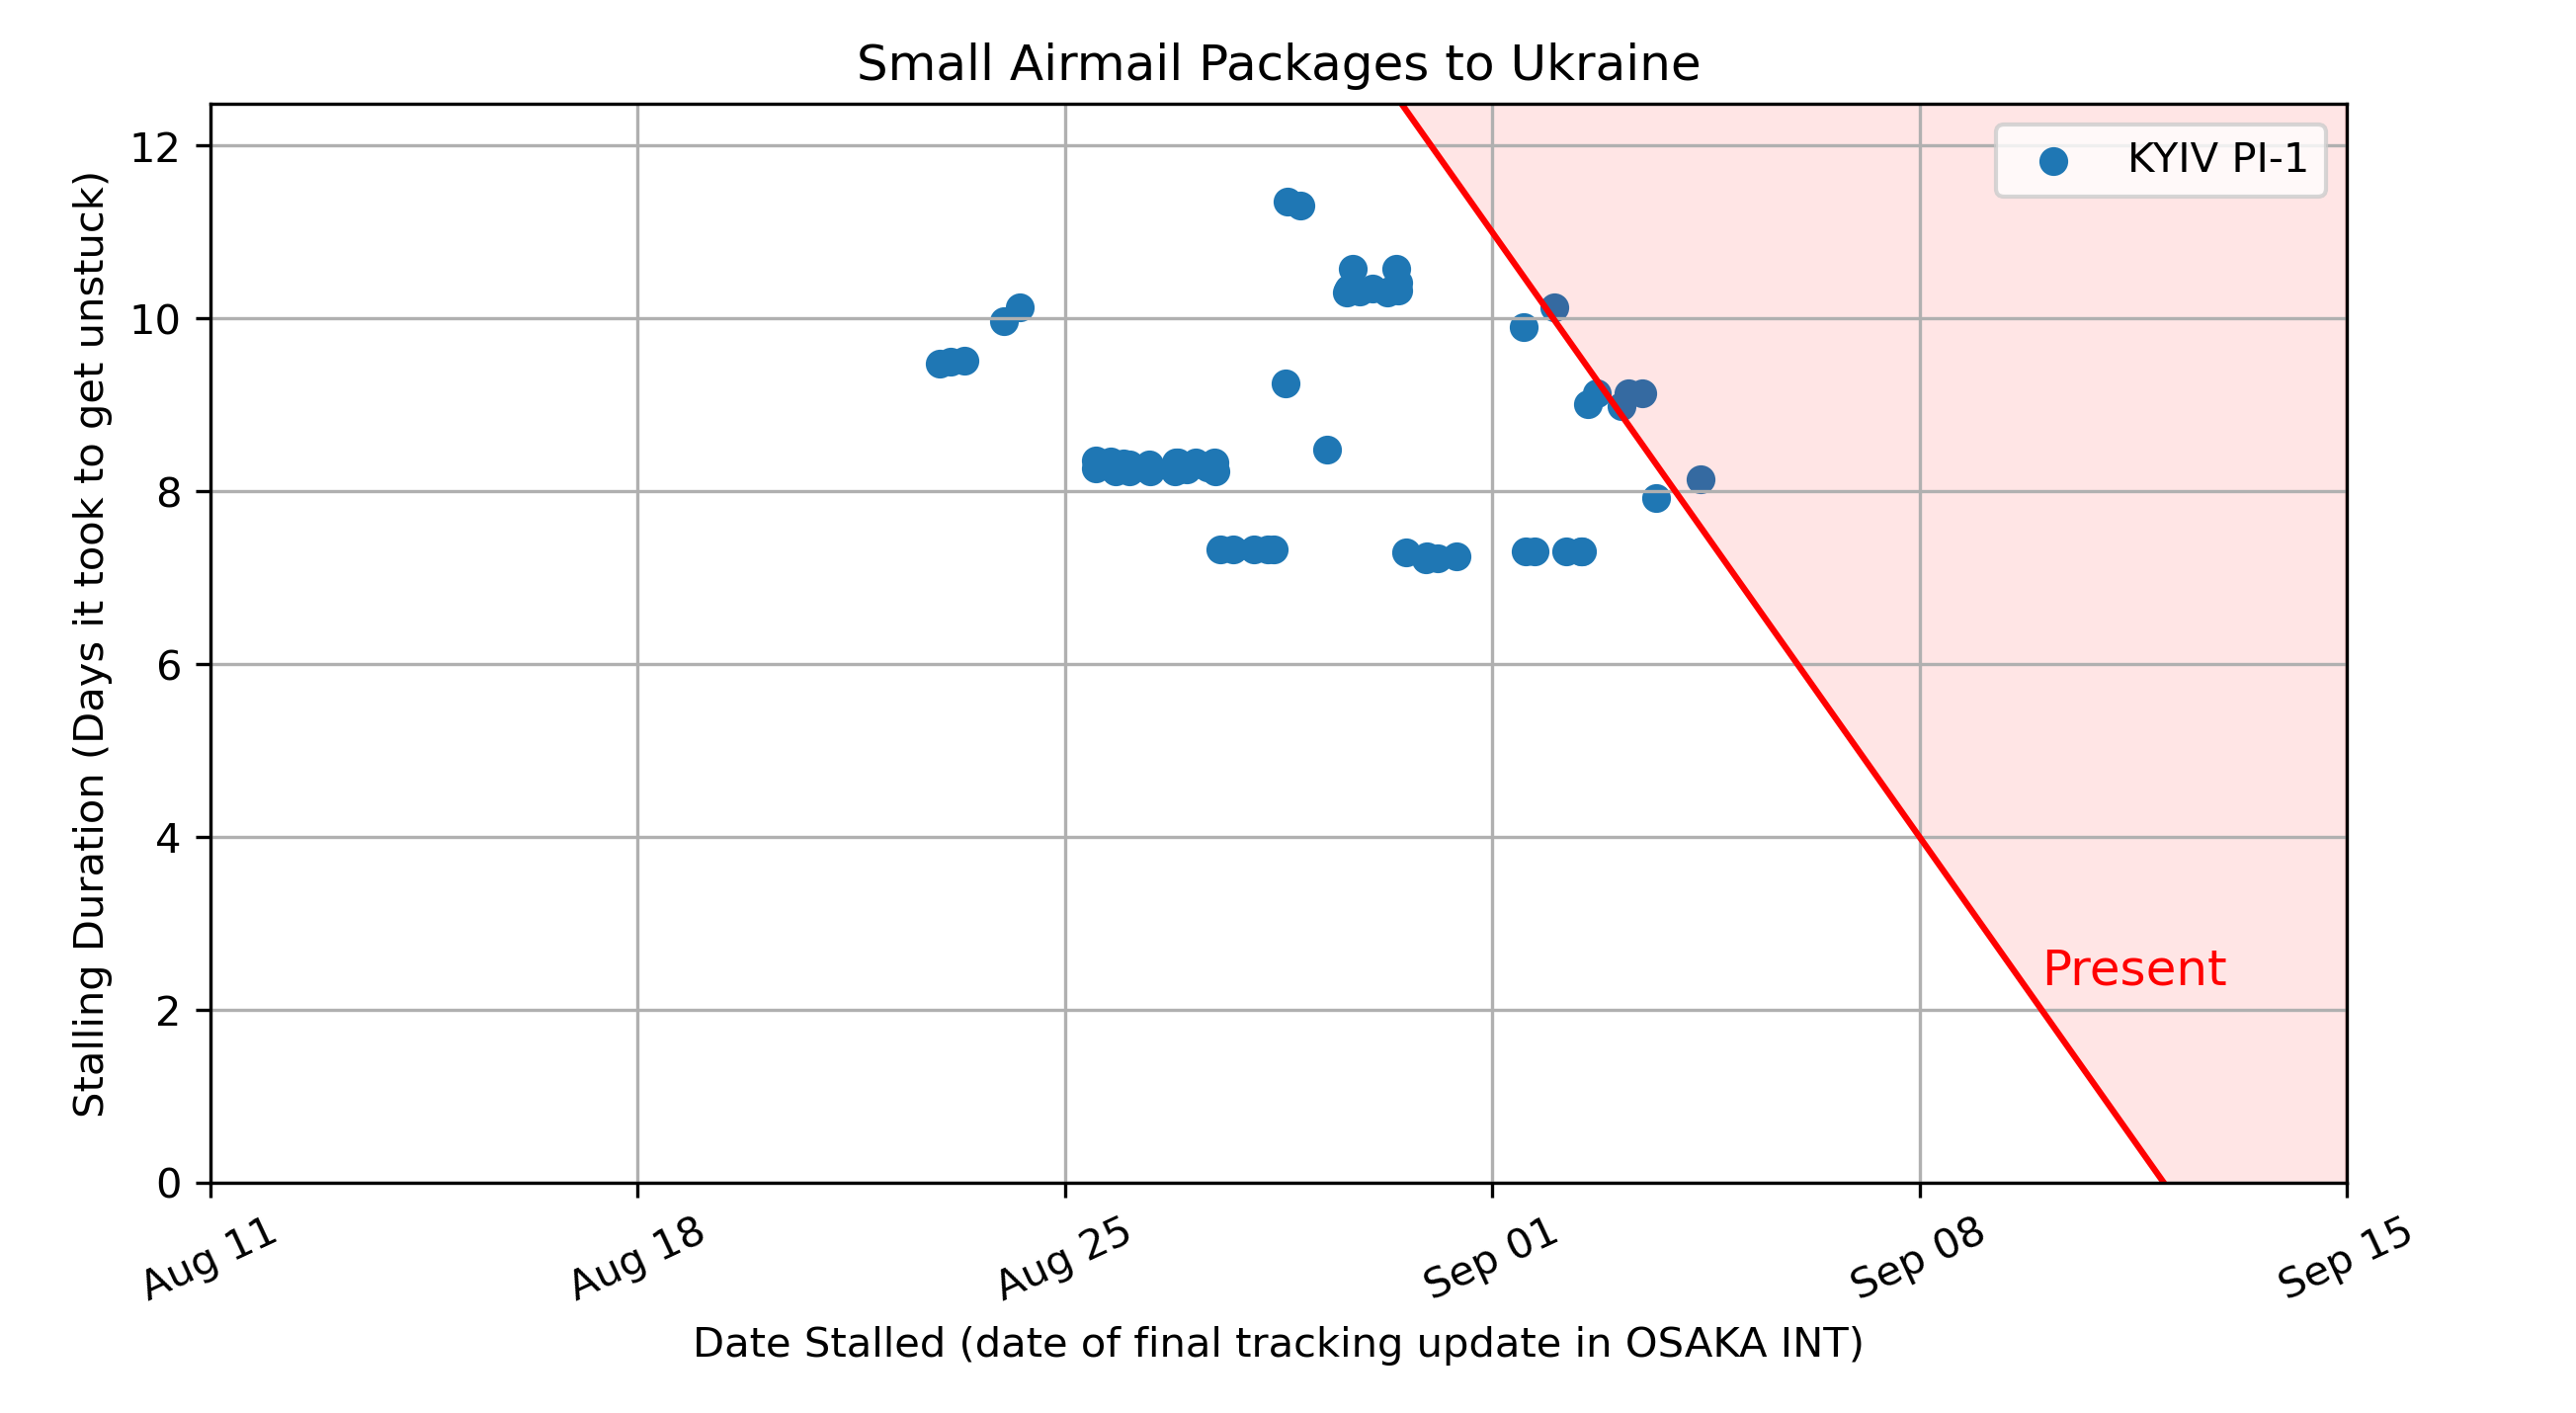 Small Airmail Packages to Ukraine
KYIV PI-1
Stalling Duration (Days it took to get unstuck)
12
10
8
6
4
2
0
Present
Aug 11
Aug 18
Aug 25
Sep 01
Sep 08
Sep 15
Date Stalled (date of final tracking update in OSAKA INT)